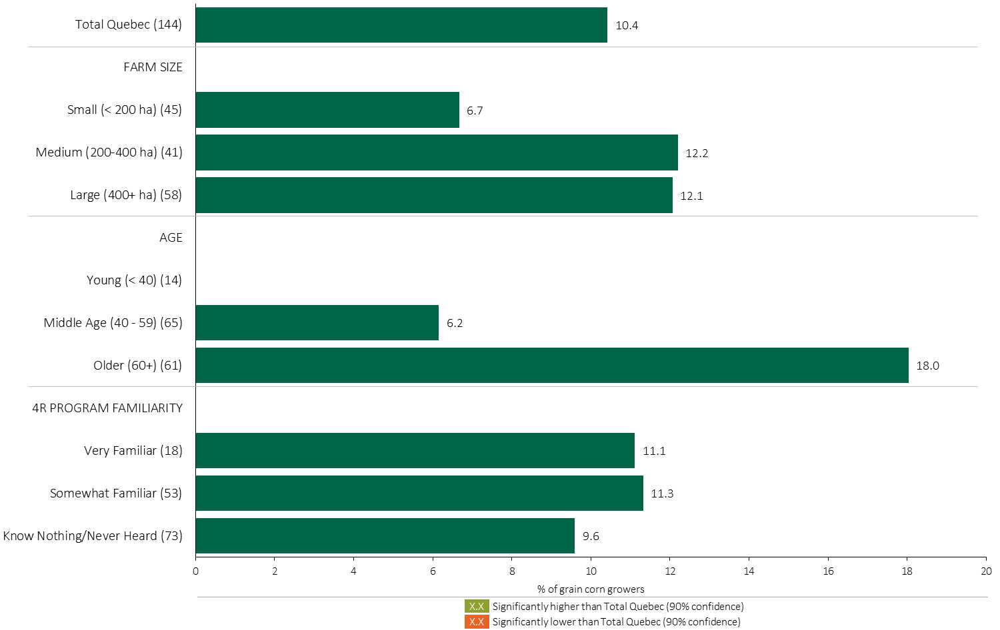 Total Quebec (144) 10.4
FARM SIZE
Small (< 200 ha) (45) 6.7
Medium (200-400 ha) (41) 12.2
Large (400+ ha) (58) 12.1
AGE
Young (< 40) (14)
Middle Age (40 - 59) (65) 6.2
Older (60+) (61) 18.0
4R PROGRAM FAMILIARITY
Very Familiar (18) 11.1
Somewhat Familiar (53) 11.3
Know Nothing/Never Heard (73) 9.6
0 2 4 6 8 10 12 14 16 18 20
% of grain corn growers
X.X Significantly higher than Total Quebec (90% confidence)
X.X Significantly lower than Total Quebec (90% confidence)